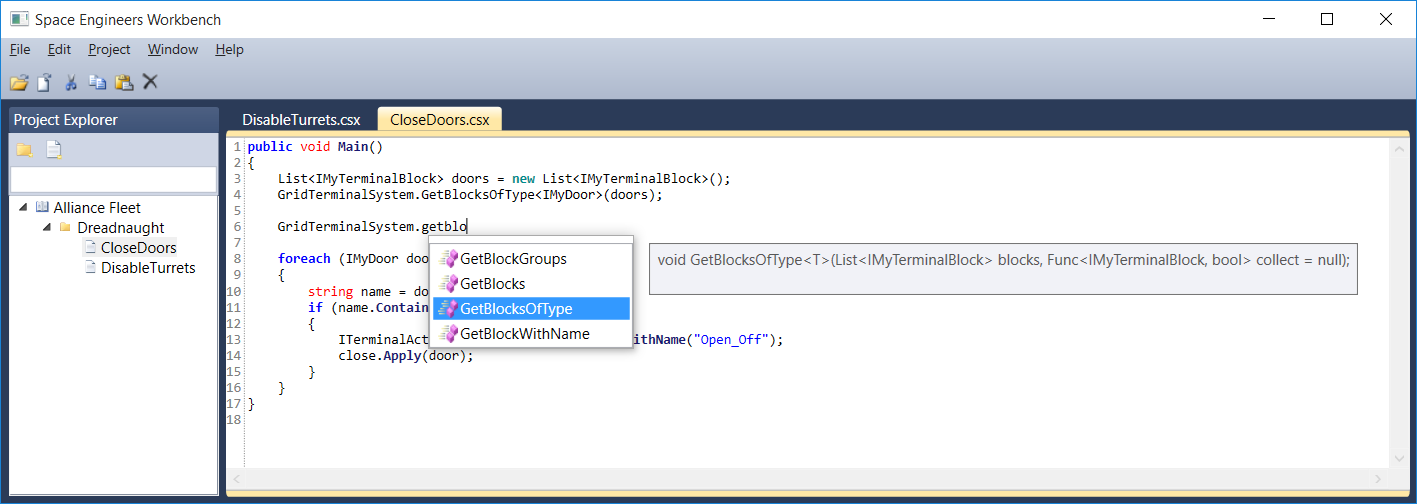 Space Engineers Workbench
File Edit Project Window Help
Project Explorer
Alliance Fleet
Dreadnaught
CloseDoors
DisableTurrets
DisableTurrets.csx CloseDoors.csx
1 public void Main()
2 {
3 List<IMyTerminalBlock> doors = new List<IMyTerminalBlock>();
4 GridTerminalSystem.GetBlocksOfType<IMyDoor>(doors);
5
6 GridTerminalSystem.getblo
7
8 foreach (IMyDoor doo
9 {
10 string name = do
11 if (name.Contain
12 {
13 ITerminalAct ithName("Open_Off");
14 close.Apply(door);
15 }
16 }
17 }
18
GetBlockGroups
GetBlocks
GetBlocksOfType
GetBlockWithName
void GetBlocksOfType<T>(List<IMyTerminalBlock> blocks, Func<IMyTerminalBlock, bool> collect = null);